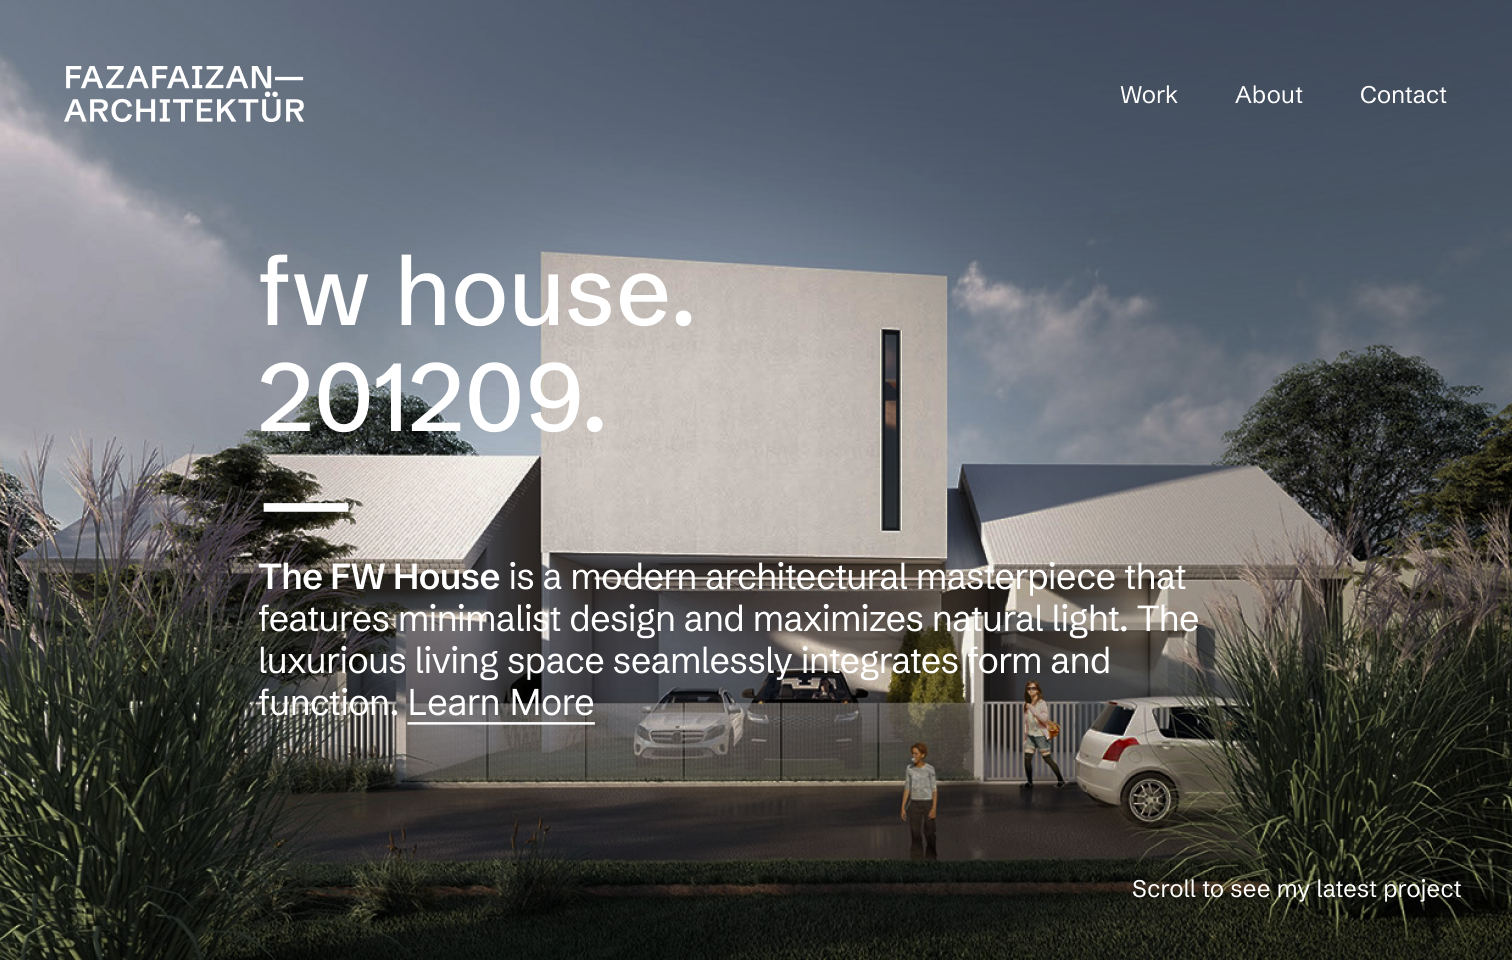 FAZAFAIZAN—
ARCHITEKTÜR
Work About Contact
fw house.
201209.
The FW House is a modern architectural masterpiece that
features minimalist design and maximizes natural light. The
luxurious living space seamlessly integrates form and
function. Learn More
Scroll to see my latest project